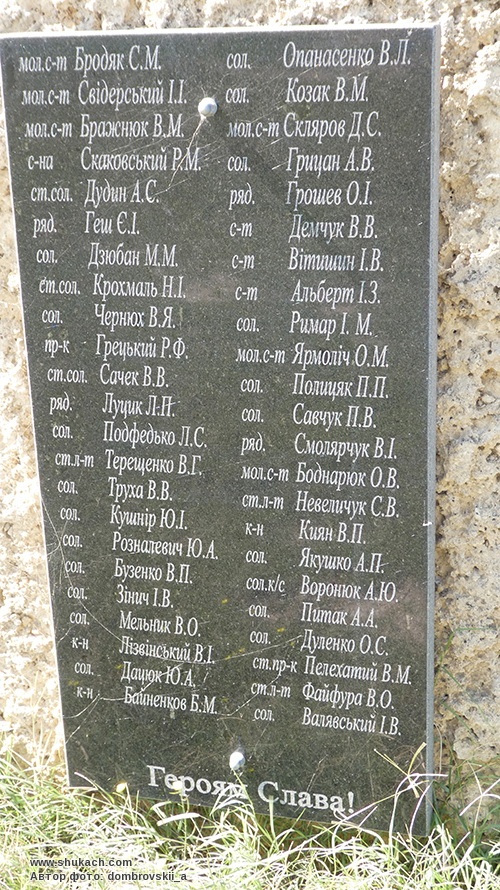 мол.с-т Бродяк С.М.
мол.с-т Свідерський І.І.
мол.с-т Бражнюк В.М.
с-на Скаковський Р.М.
ст.сол. Дудин А.С.
ряд. Геш Є.І.
сол. Дзюбан М.М.
ст.сол. Крохмаль Н.І.
сол. Чернюх В.Я.
пр-к Грецький Р.Ф.
ст.сол. Сачек В.В.
ряд. Луцик Л.Н.
сол. Подфедько Л.С.
ст.л-т Терещенко В.Г.
сол. Труха В.В.
сол. Кушнір Ю.І.
сол. Розналевич Ю.А.
сол. Бузенко В.П.
сол. Зінич І.В.
сол. Мельник В.О.
к-н Лізвінський В.І.
сол. Дацюк Ю.А.
к-н Байненков Б.М.
сол. Опанасенко В.Л.
сол. Козак В.М.
мол.с-т Скляров Д.С.
сол. Грицан А.В.
ряд. Грошев О.І.
с-т Демчук В.В.
с-т Вітишин І.В.
с-т Альберт І.З.
сол. Римар І. М.
мол.с-т Ярмоліч О.М.
сол. Полицяк П.П.
сол. Савчук П.В.
ряд. Смолярчук В.І.
мол.с-т Боднарюк О.В.
ст.л-т Невеличук С.В.
к-н Киян В.П.
сол. Якушко А.П.
сол.к/с Воронюк А.Ю.
сол. Питак А.А.
сол. Дуленко О.С.
ст.пр-к Пелехатий В.М.
ст.л-т Файфура В.О.
сол. Валявський І.В.
Героям Слава!
www.shukach.com
Автор фото: dombrovskii_a